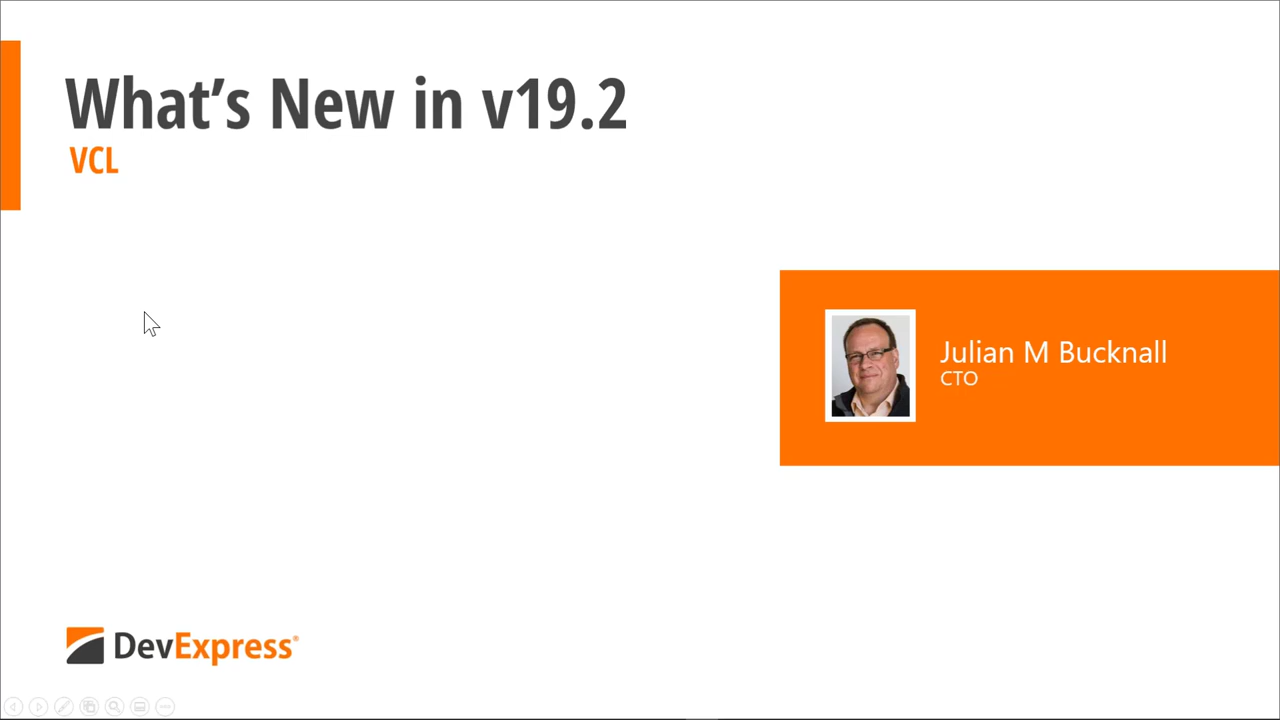 What's New in v19.2
VCL
Julian M Bucknall
CTO
DevExpress®